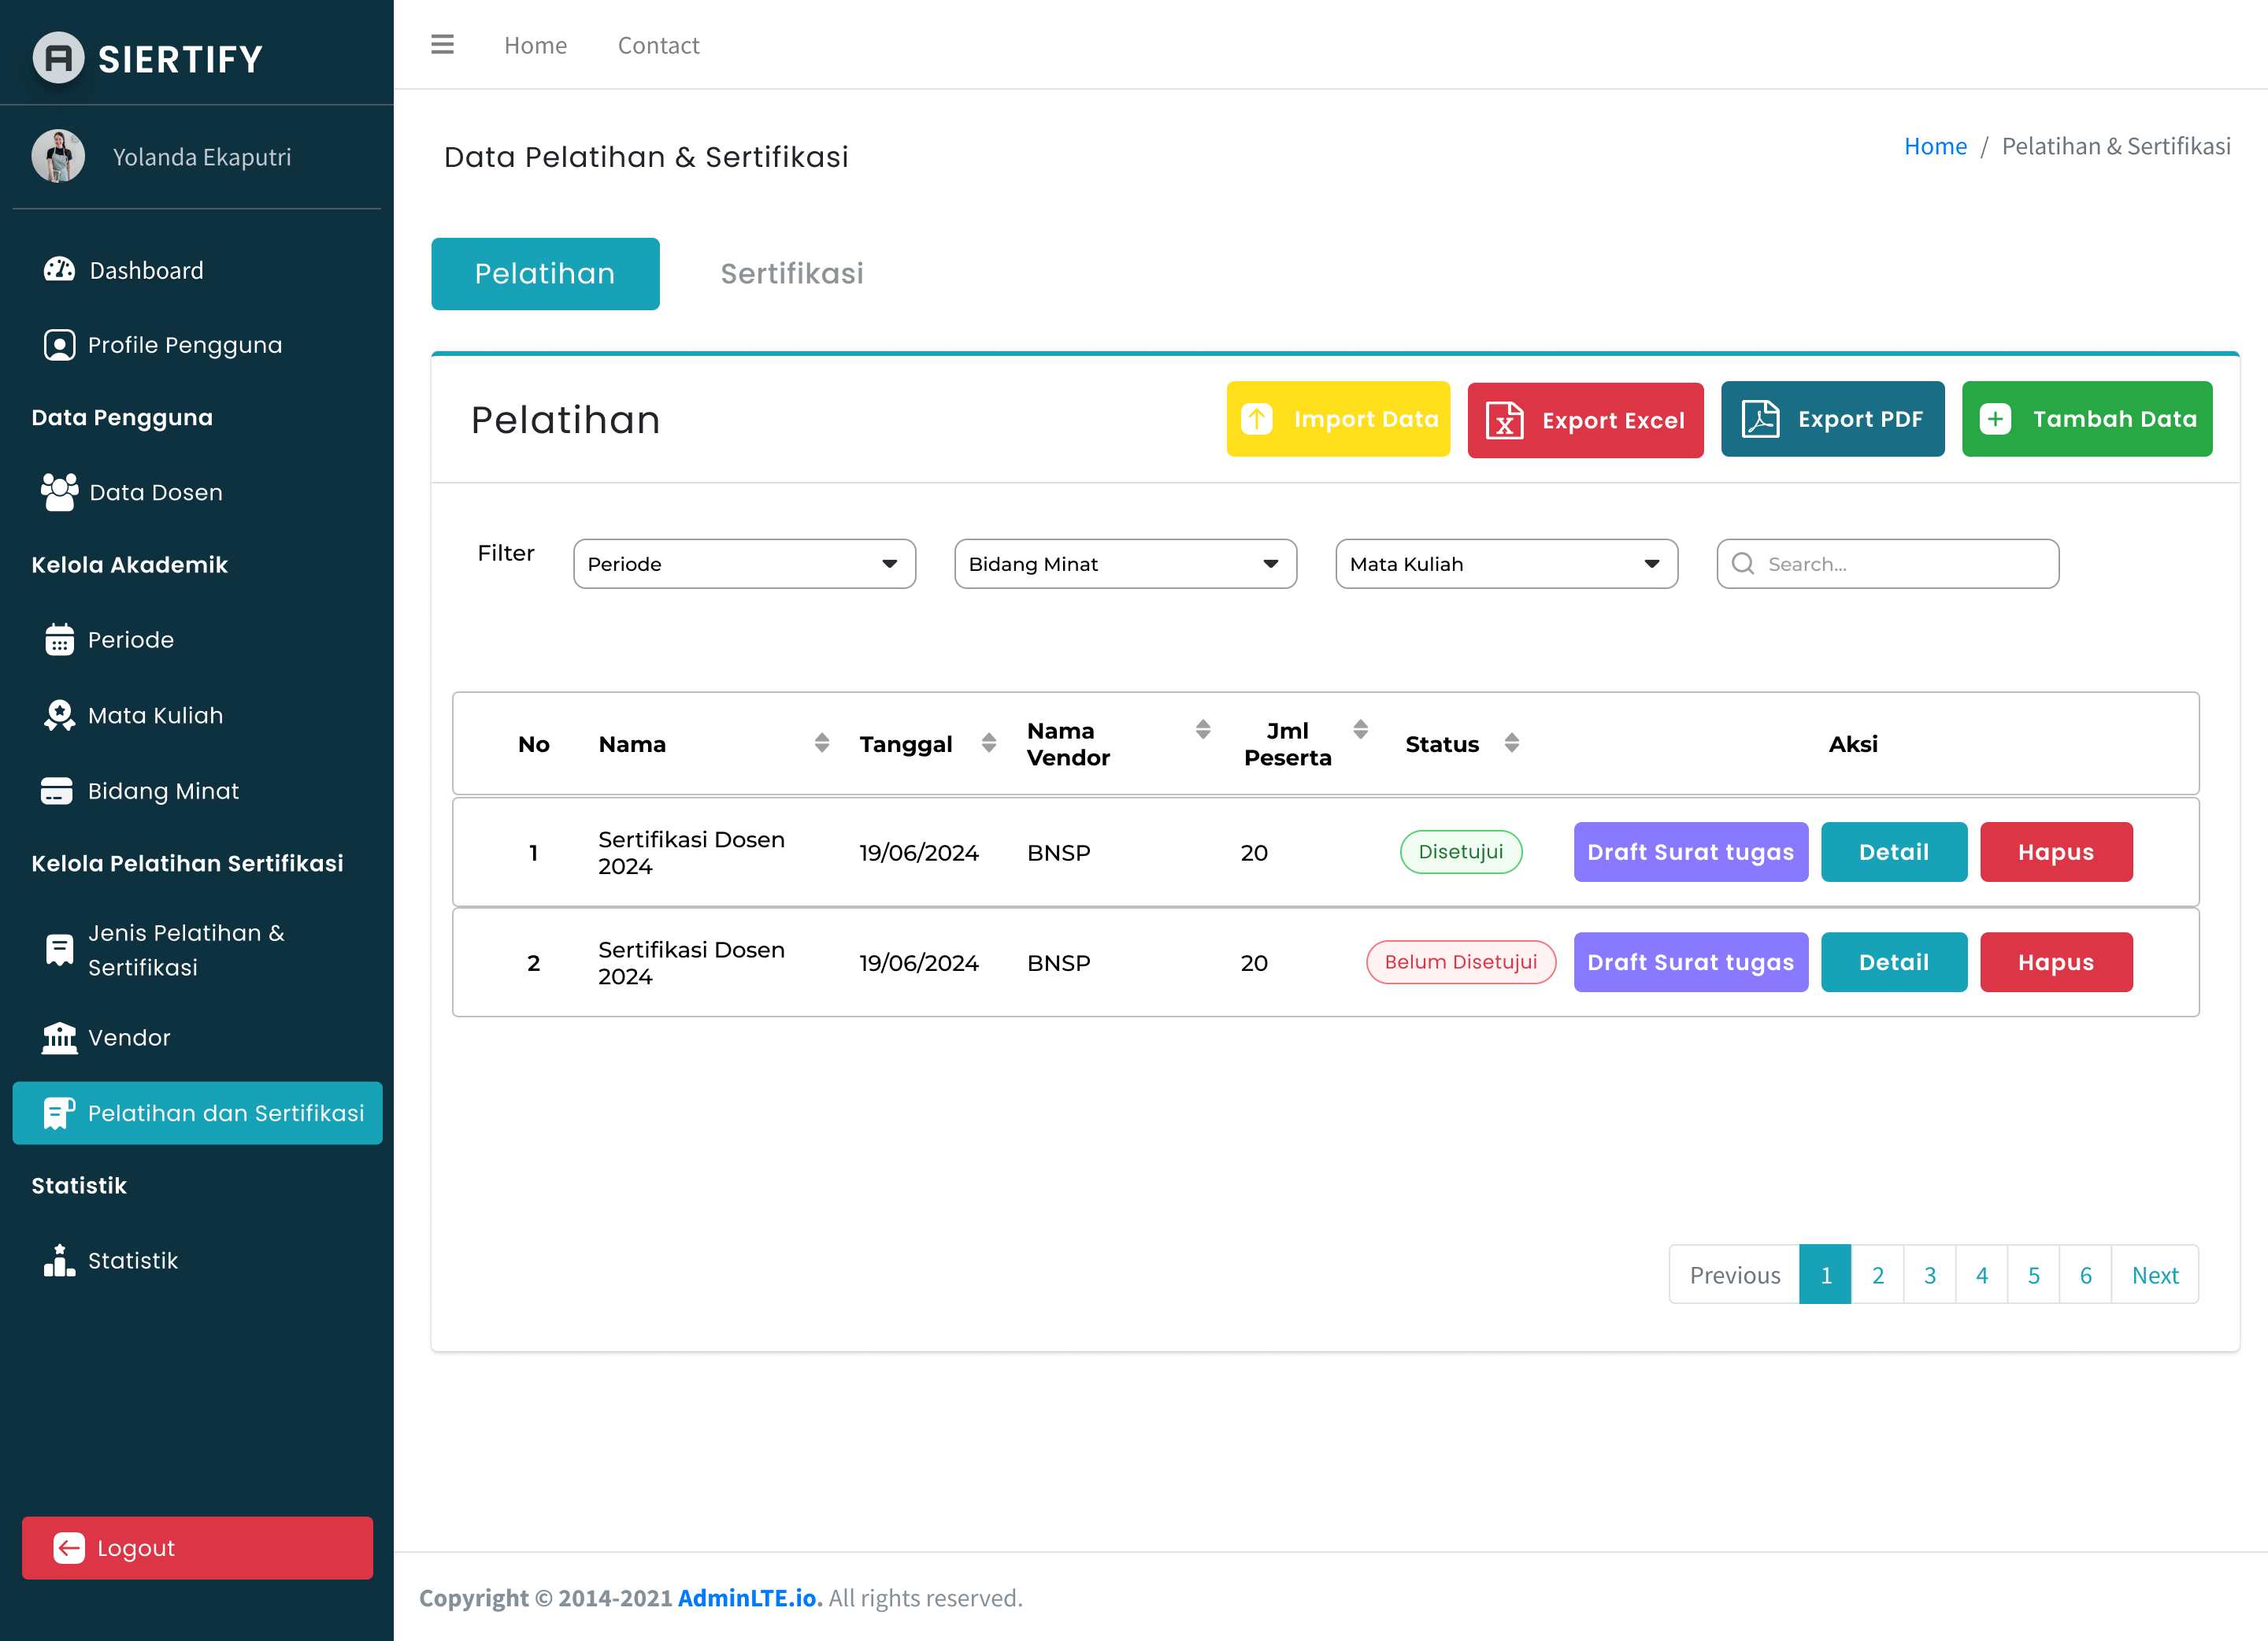 SIERTIFY
Yolanda Ekaputri
Dashboard
Profile Pengguna
Data Pengguna
Data Dosen
Kelola Akademik
Periode
Mata Kuliah
Bidang Minat
Kelola Pelatihan Sertifikasi
Jenis Pelatihan &
Sertifikasi
Vendor
Pelatihan dan Sertifikasi
Statistik
Statistik
Logout
Home Contact
Data Pelatihan & Sertifikasi
Home / Pelatihan & Sertifikasi
Pelatihan Sertifikasi
Pelatihan
Import Data Export Excel Export PDF Tambah Data
Filter Periode Bidang Minat Mata Kuliah Search...
No Nama Tanggal Nama Vendor Jml Peserta Status Aksi
1 Sertifikasi Dosen 2024 19/06/2024 BNSP 20 Disetujui Draft Surat tugas Detail Hapus
2 Sertifikasi Dosen 2024 19/06/2024 BNSP 20 Belum Disetujui Draft Surat tugas Detail Hapus
Previous 1 2 3 4 5 6 Next
Copyright © 2014-2021 AdminLTE.io. All rights reserved.